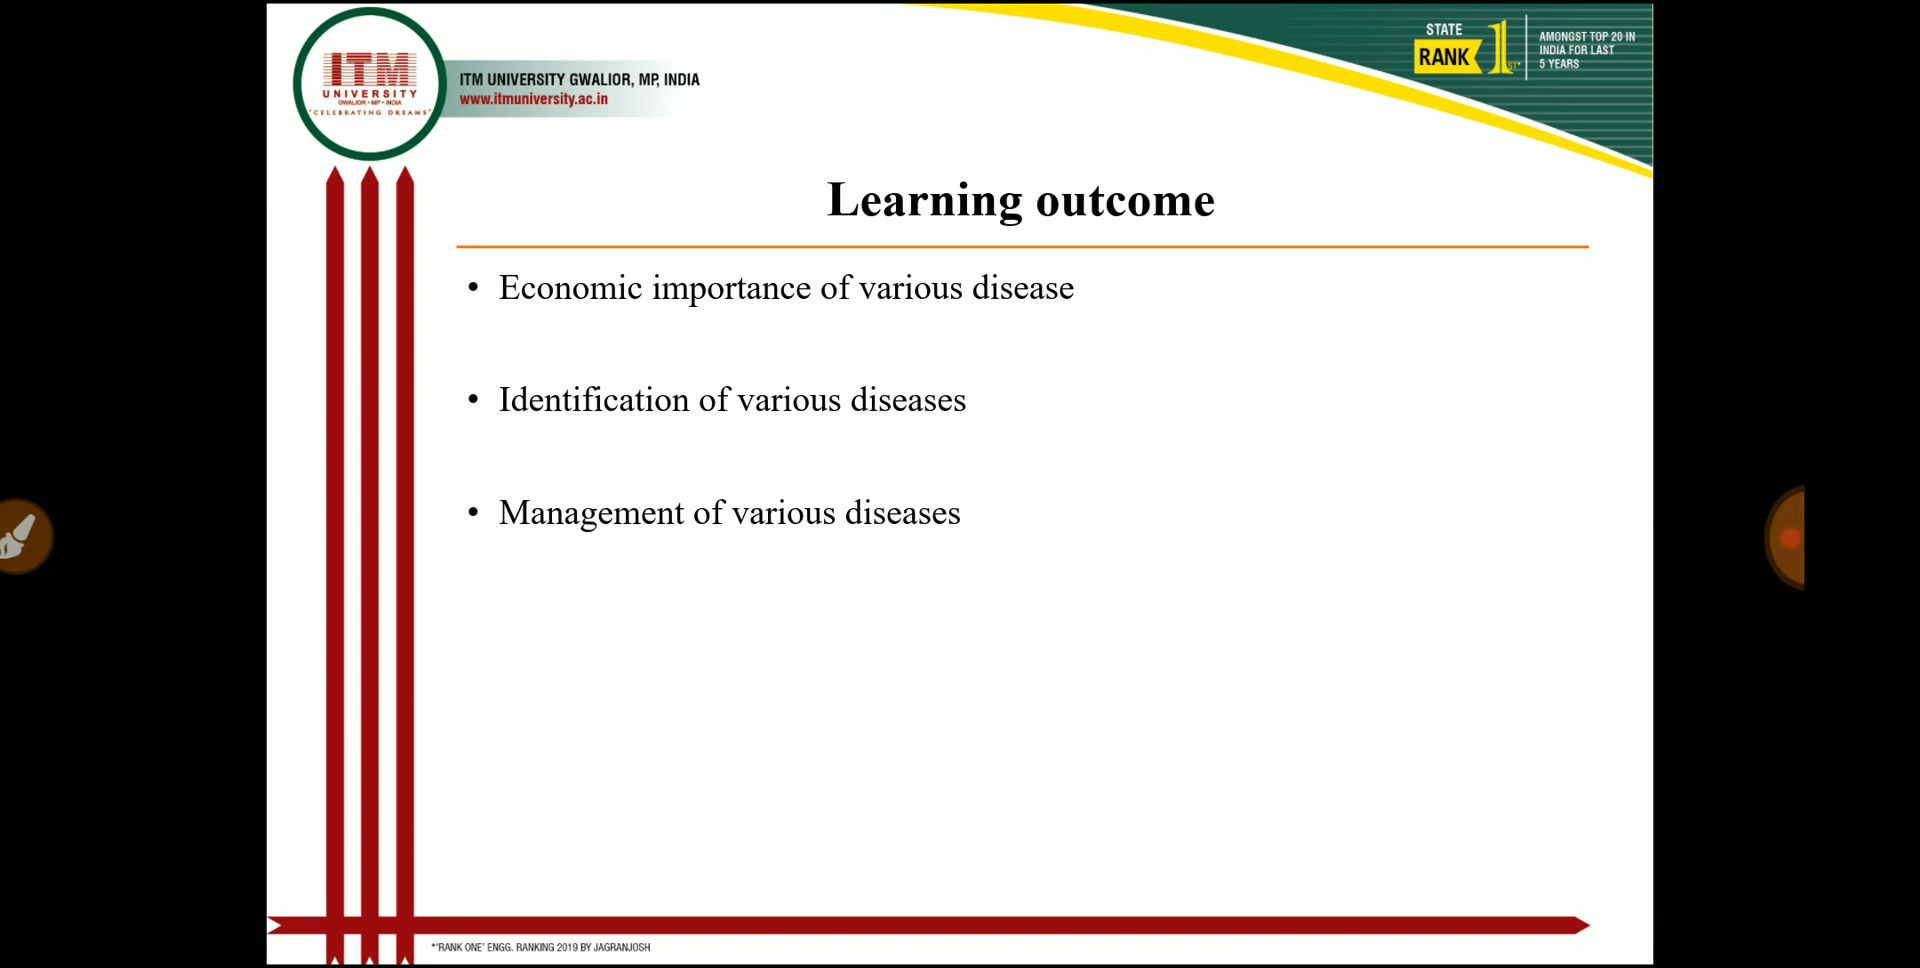 ITM
UNIVERSITY
GWALIOR • MP • INDIA
"CELEBRATING DREAMS"
ITM UNIVERSITY GWALIOR, MP, INDIA
www.itmuniversity.ac.in
STATE
RANK 1ST*
AMONGST TOP 20 IN
INDIA FOR LAST
5 YEARS
Learning outcome
• Economic importance of various disease
• Identification of various diseases
• Management of various diseases
*'RANK ONE' ENGG. RANKING 2019 BY JAGRANJOSH